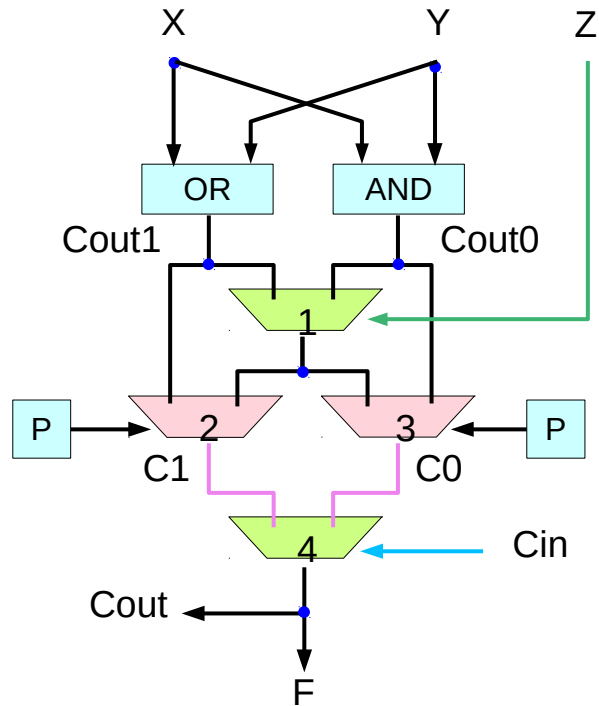 X Y Z
OR AND
Cout1 Cout0
1
P 2 3 P
C1 C0
4 Cin
Cout
F